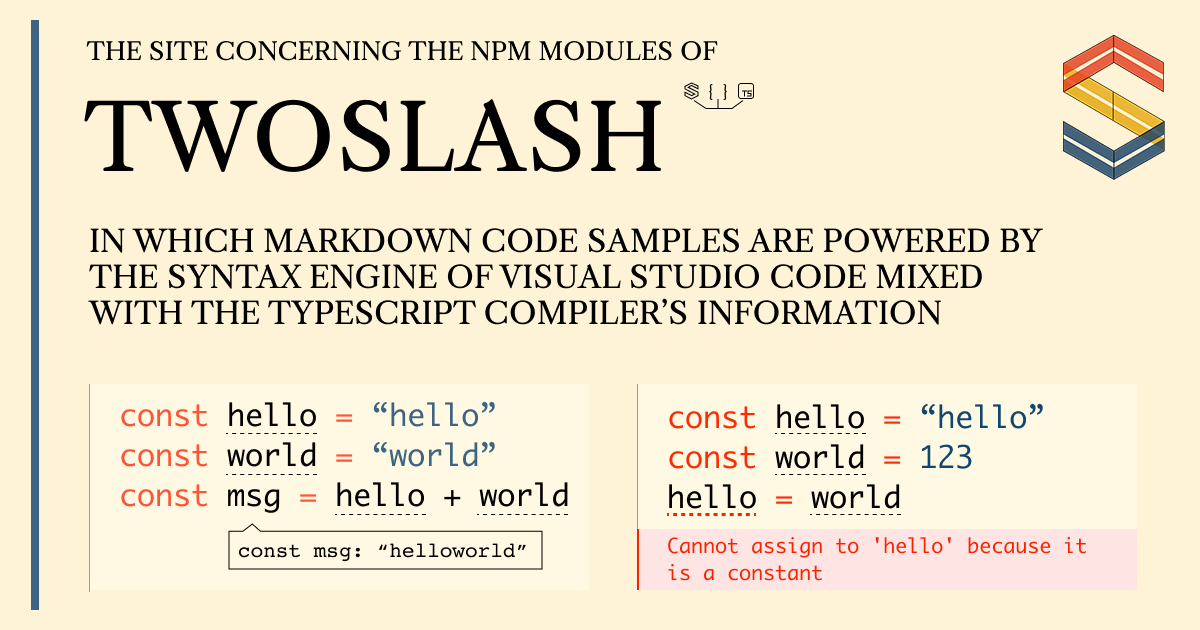 THE SITE CONCERNING THE NPM MODULES OF
TWOSLASH
{ } TS
IN WHICH MARKDOWN CODE SAMPLES ARE POWERED BY
THE SYNTAX ENGINE OF VISUAL STUDIO CODE MIXED
WITH THE TYPESCRIPT COMPILER’S INFORMATION
const hello = “hello”
const world = “world”
const msg = hello + world
const msg: “helloworld”
const hello = “hello”
const world = 123
hello = world
Cannot assign to 'hello' because it
is a constant